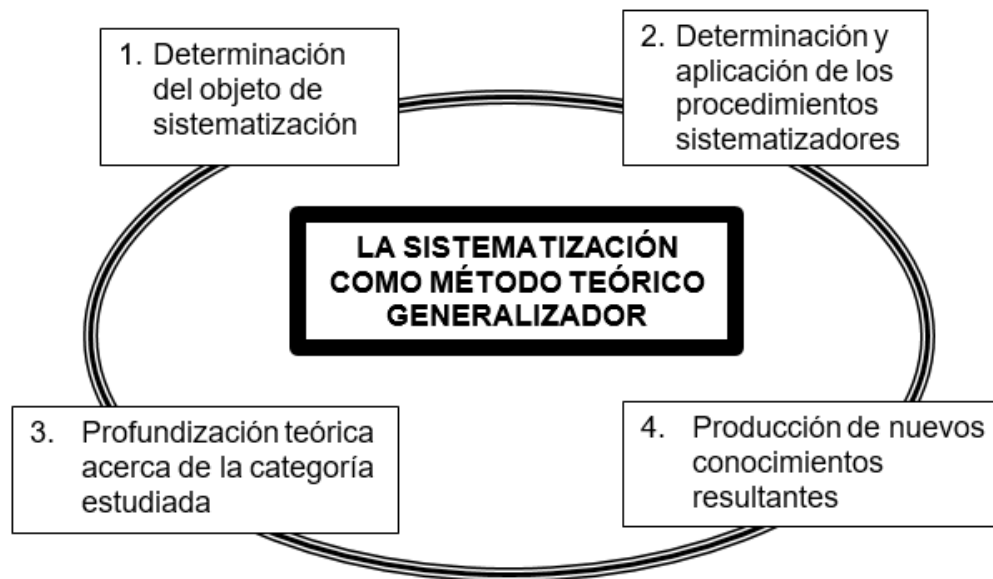 1. Determinación
del objeto de
sistematización
2. Determinación y
aplicación de los
procedimientos
sistematizadores
LA SISTEMATIZACIÓN
COMO MÉTODO TEÓRICO
GENERALIZADOR
3. Profundización teórica
acerca de la categoría
estudiada
4. Producción de nuevos
conocimientos
resultantes